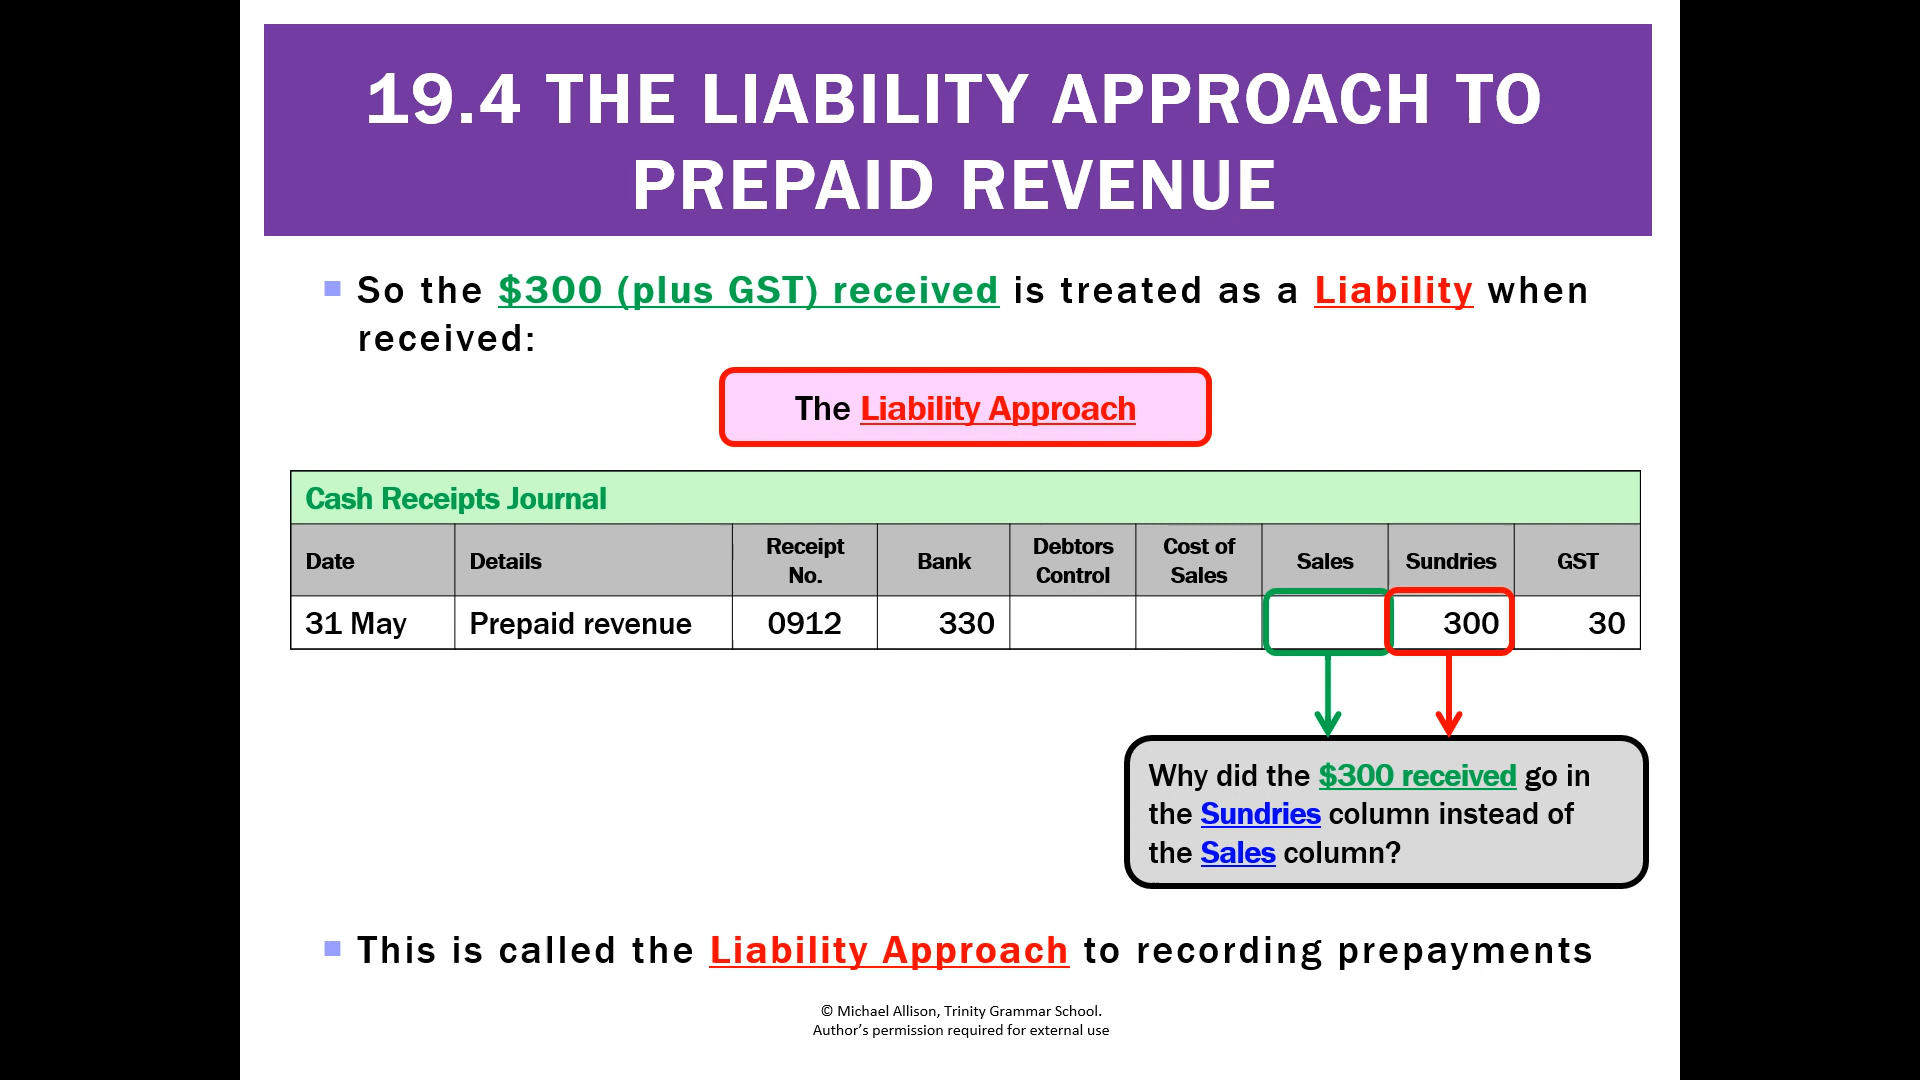 19.4 THE LIABILITY APPROACH TO
PREPAID REVENUE
So the $300 (plus GST) received is treated as a Liability when
received:
The Liability Approach
Cash Receipts Journal
Date Details Receipt No. Bank Debtors Control Cost of Sales Sales Sundries GST
31 May Prepaid revenue 0912 330 300 30
Why did the $300 received go in
the Sundries column instead of
the Sales column?
This is called the Liability Approach to recording prepayments
© Michael Allison, Trinity Grammar School.
Author's permission required for external use